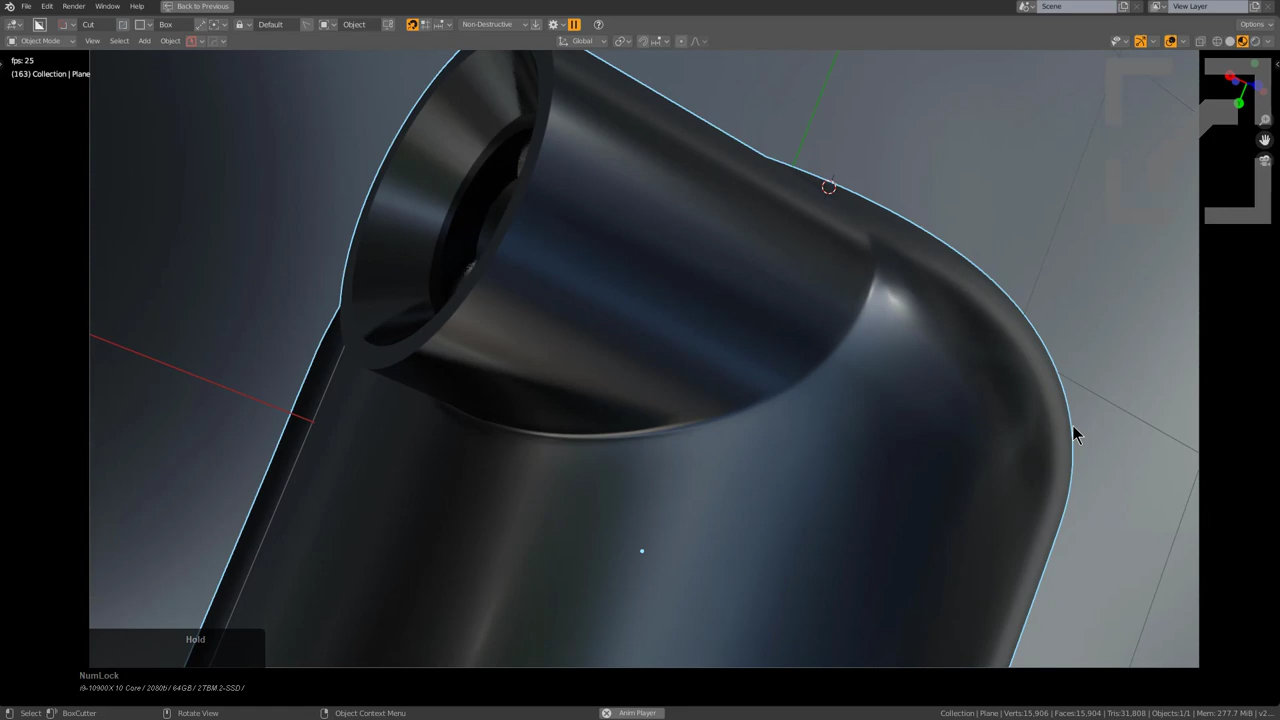 File Edit Render Window Help Back to Previous Scene View Layer
Cut Box Default Object Non-Destructive Options
Object Mode View Select Add Object Global
fps: 25
(163) Collection | Plane
Hold
NumLock
i9-10900X 10 Core / 2080ti / 64GB / 2TBM.2-SSD /
Select BoxCutter Rotate View Object Context Menu Anim Player Collection | Plane | Verts:15,906 | Faces:15,904 | Tris:31,808 | Objects:1/1 | Mem: 277.7 MiB | v2...